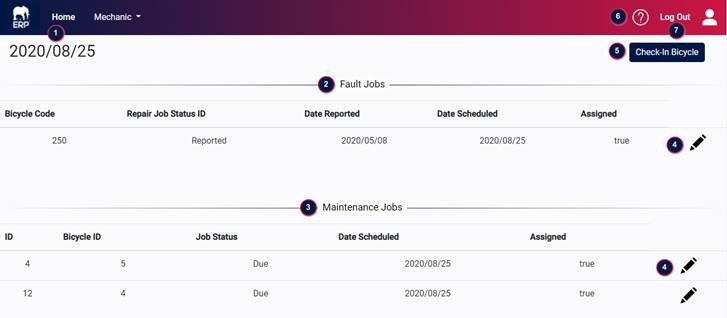 ERP Home Mechanic 6 ? Log Out
1 7
2020/08/25 5 Check-In Bicycle
2 Fault Jobs
Bicycle Code Repair Job Status ID Date Reported Date Scheduled Assigned
250 Reported 2020/05/08 2020/08/25 true 4
3 Maintenance Jobs
ID Bicycle ID Job Status Date Scheduled Assigned
4 5 Due 2020/08/25 true 4
12 4 Due 2020/08/25 true